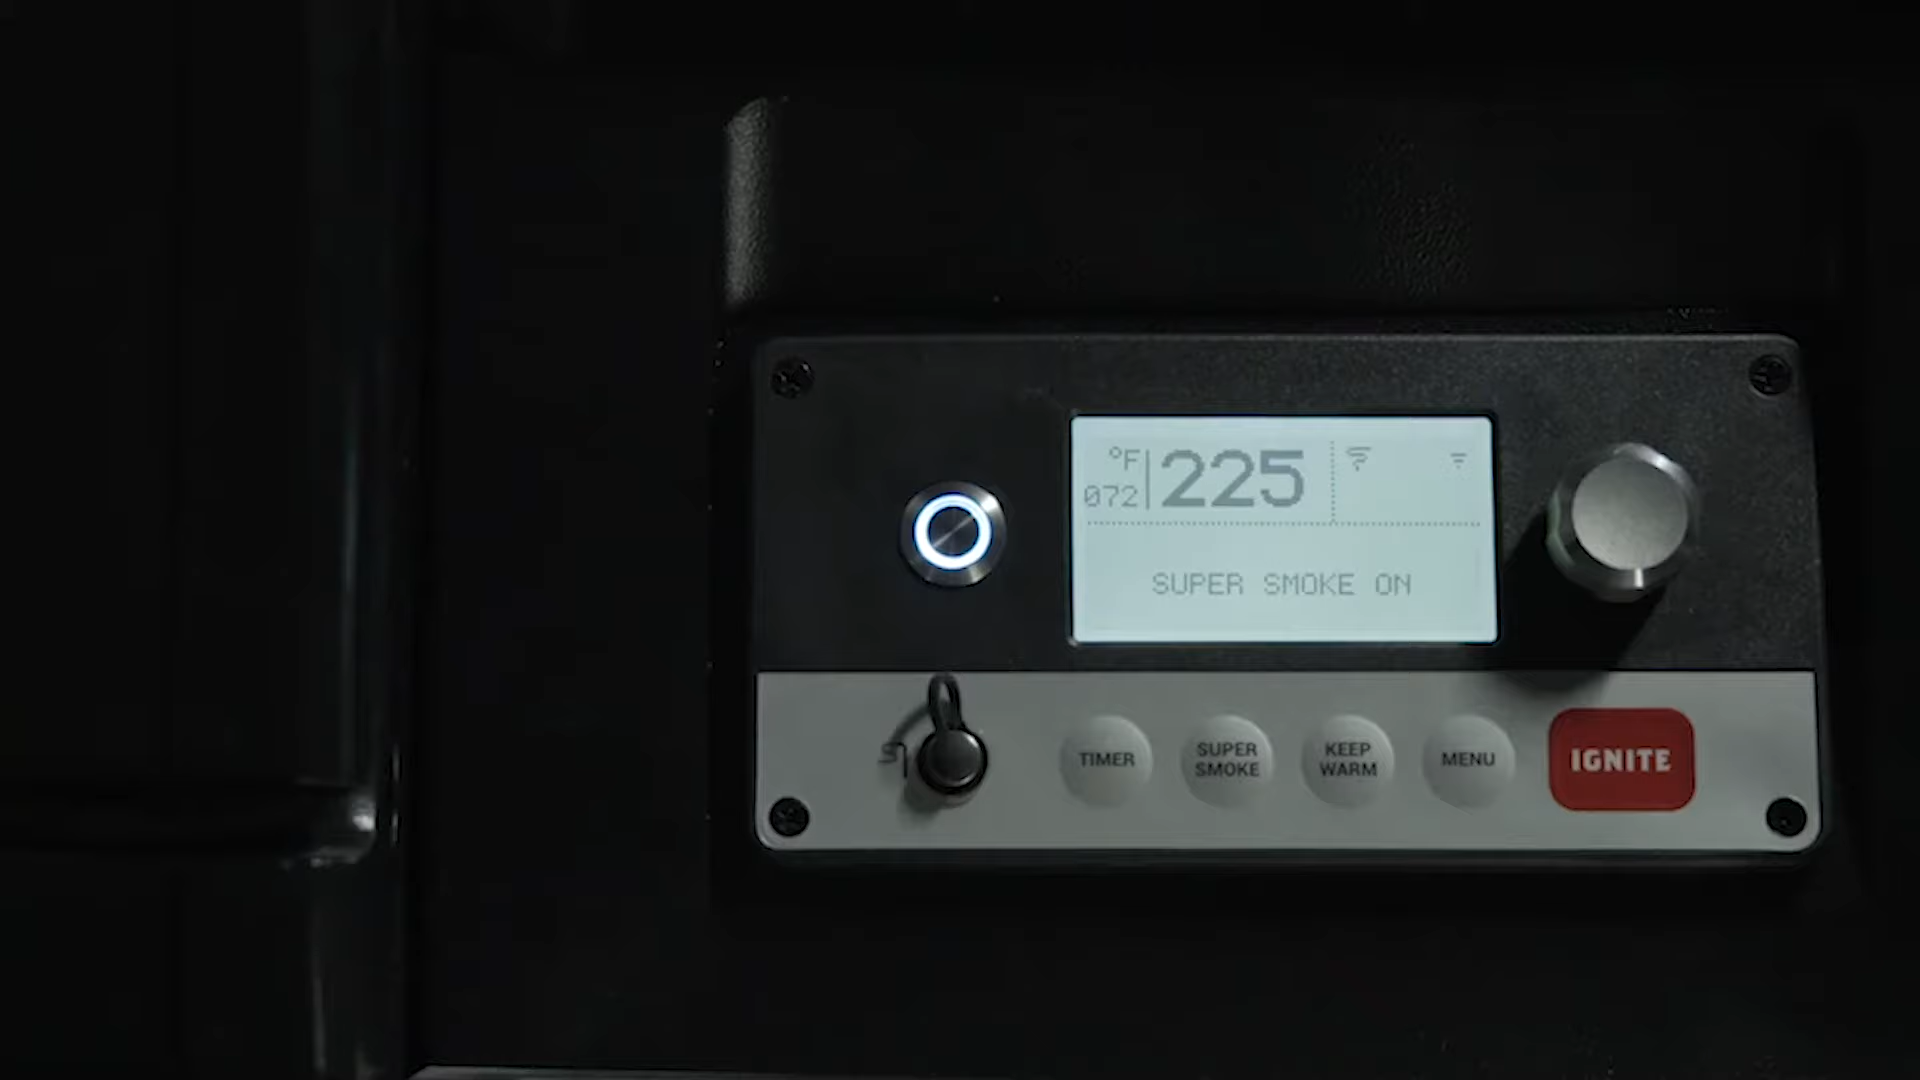 °F
072
225
SUPER SMOKE ON
TIMER
SUPER
SMOKE
KEEP
WARM
MENU
IGNITE